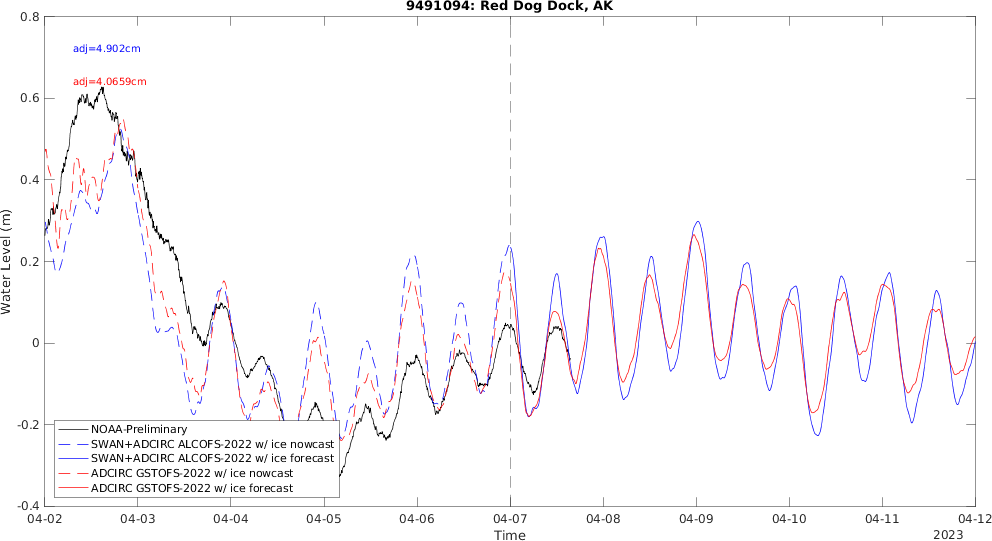 9491094: Red Dog Dock, AK
adj=4.902cm
adj=4.0659cm
Water Level (m)
0.8
0.6
0.4
0.2
0
-0.2
-0.4
NOAA-Preliminary
SWAN+ADCIRC ALCOFS-2022 w/ ice nowcast
SWAN+ADCIRC ALCOFS-2022 w/ ice forecast
ADCIRC GSTOFS-2022 w/ ice nowcast
ADCIRC GSTOFS-2022 w/ ice forecast
04-02 04-03 04-04 04-05 04-06 04-07 04-08 04-09 04-10 04-11 04-12
Time
2023